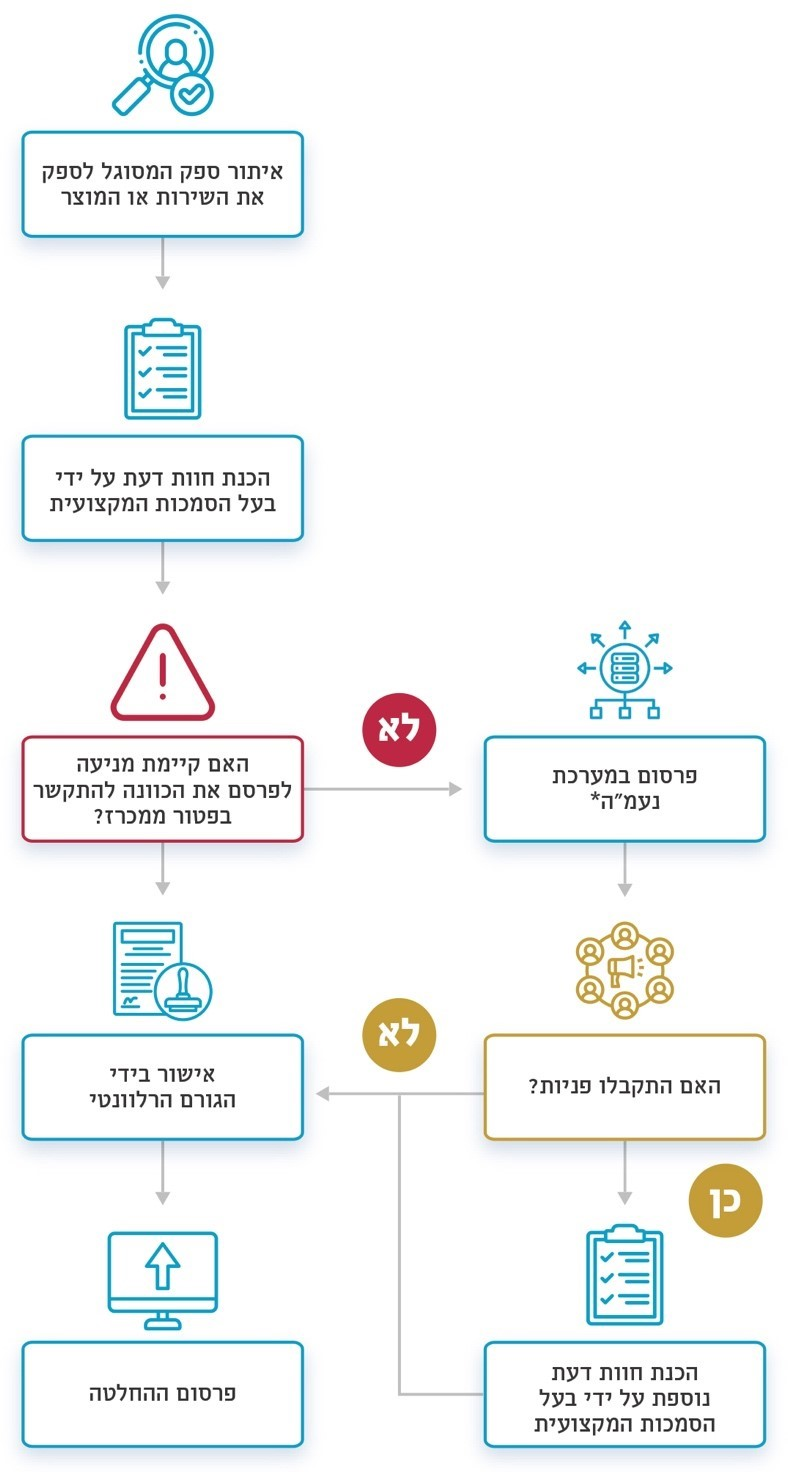 איתור ספק המסוגל לספק
את השירות או המוצר
הכנת חוות דעת על ידי
בעל הסמכות המקצועית
האם קיימת מניעה
לפרסם את הכוונה להתקשר
בפטור ממכרז?
לא
פרסום במערכת
נעמ"ה*
האם התקבלו פניות?
לא
אישור בידי
הגורם הרלוונטי
כן
הכנת חוות דעת
נוספת על ידי בעל
הסמכות המקצועית
פרסום ההחלטה